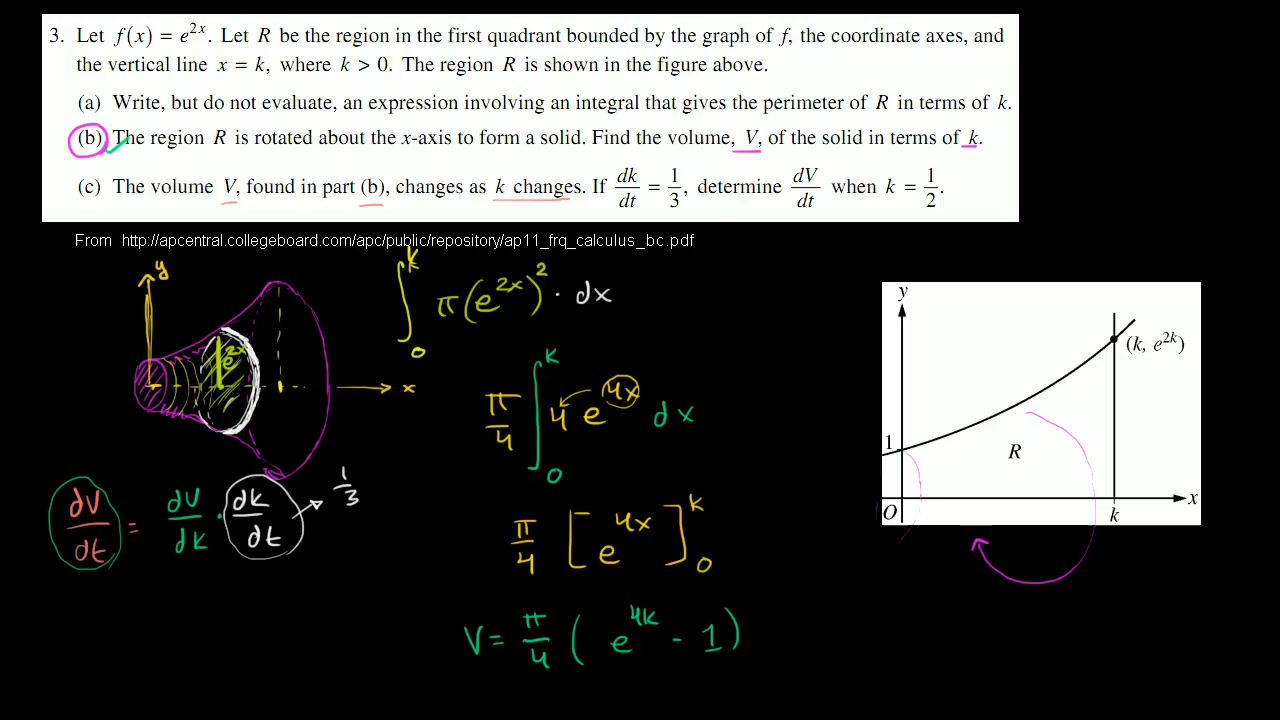 3. Let f(x) = e^{2x}. Let R be the region in the first quadrant bounded by the graph of f, the coordinate axes, and
the vertical line x = k, where k > 0. The region R is shown in the figure above.
(a) Write, but do not evaluate, an expression involving an integral that gives the perimeter of R in terms of k.
(b) The region R is rotated about the x-axis to form a solid. Find the volume, V, of the solid in terms of k.
(c) The volume V, found in part (b), changes as k changes. If dk/dt = 1/3, determine dV/dt when k = 1/2.
From http://apcentral.collegeboard.com/apc/public/repository/ap11_frq_calculus_bc.pdf
y
e^{2x}
x
dV/dt = dV/dk · dk/dt → 1/3
∫_0^k π(e^{2x})^2 · dx
π/4 ∫_0^k 4 e^{4x} dx
π/4 [e^{4x}]_0^k
V = π/4 (e^{4k} - 1)
y
(k, e^{2k})
1
R
O
k
x